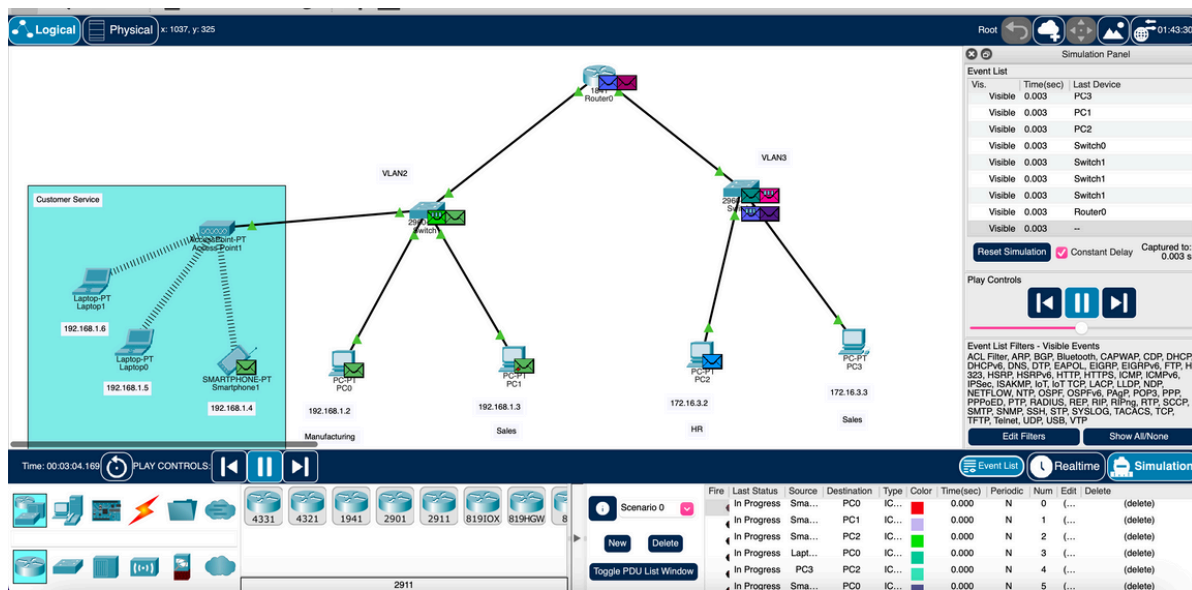 Logical
Physical
x: 1037, y: 325
Root
01:43:30
Simulation Panel
Event List
Vis. Time(sec) Last Device
Visible 0.003 PC3
Visible 0.003 PC1
Visible 0.003 PC2
Visible 0.003 Switch0
Visible 0.003 Switch1
Visible 0.003 Switch1
Visible 0.003 Switch1
Visible 0.003 Router0
Visible 0.003 --
Reset Simulation
Constant Delay
Captured to:
0.003 s
Play Controls
Event List Filters - Visible Events
ACL Filter, ARP, BGP, Bluetooth, CAPWAP, CDP, DHCP,
DHCPv6, DNS, DTP, EAPOL, EIGRP, EIGRPv6, FTP, H
323, HSRP, HSRPv6, HTTP, HTTPS, ICMP, ICMPv6,
IPSec, ISAKMP, IoT, IoT TCP, LACP, LLDP, NDP,
NETFLOW, NTP, OSPF, OSPFv6, PAgP, POP3, PPP,
PPPoED, PTP, RADIUS, REP, RIP, RIPng, RTP, SCCP,
SMTP, SNMP, SSH, STP, SYSLOG, TACACS, TCP,
TFTP, Telnet, UDP, USB, VTP
Edit Filters
Show All/None
Router0
VLAN2
VLAN3
Customer Service
AccessPoint-PT
Access Point1
Laptop-PT
Laptop1
192.168.1.6
Laptop-PT
Laptop0
192.168.1.5
SMARTPHONE-PT
Smartphone1
192.168.1.4
PC-PT
PC0
192.168.1.2
Manufacturing
PC-PT
PC1
192.168.1.3
Sales
PC-PT
PC2
172.16.3.2
HR
PC-PT
PC3
172.16.3.3
Sales
Time: 00:03:04.169
PLAY CONTROLS:
Event List
Realtime
Simulation
4331
4321
1941
2901
2911
819IOX
819HGW
8
2911
Scenario 0
New
Delete
Toggle PDU List Window
Fire Last Status Source Destination Type Color Time(sec) Periodic Num Edit Delete
In Progress Sma... PC0 IC... 0.000 N 0 (... (delete)
In Progress Sma... PC1 IC... 0.000 N 1 (... (delete)
In Progress Sma... PC2 IC... 0.000 N 2 (... (delete)
In Progress Lapt... PC0 IC... 0.000 N 3 (... (delete)
In Progress PC3 PC2 IC... 0.000 N 4 (... (delete)
In Progress Sma... PC0 IC... 0.000 N 5 (... (delete)